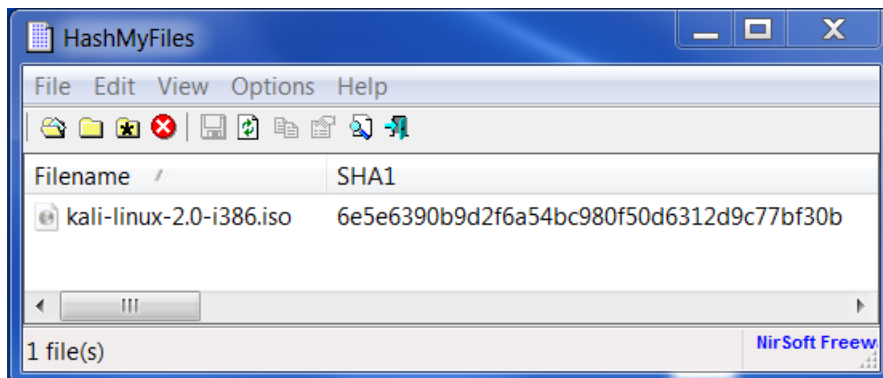 HashMyFiles
File Edit View Options Help
Filename SHA1
kali-linux-2.0-i386.iso 6e5e6390b9d2f6a54bc980f50d6312d9c77bf30b
1 file(s) NirSoft Freew